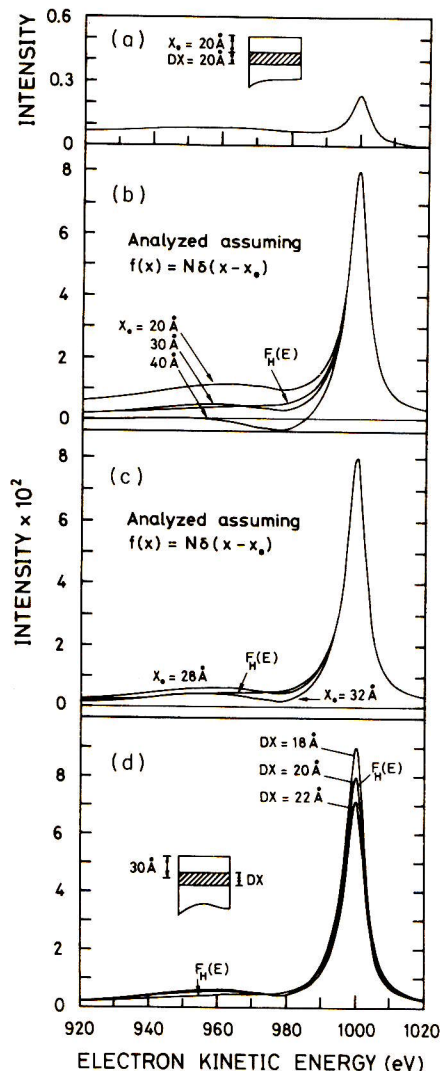 INTENSITY
0.6
0.3
0
(a)
X₀ = 20Å
DX = 20Å
(b)
8
6
4
2
0
Analyzed assuming
f(x) = Nδ(x-x₀)
X₀ = 20 Å
30 Å
40Å
F_H(E)
INTENSITY × 10²
(c)
8
6
4
2
0
Analyzed assuming
f(x) = Nδ(x-x₀)
X₀ = 28Å
F_H(E)
X₀ = 32Å
(d)
8
6
4
2
0
DX = 18Å
DX = 20Å
DX = 22Å
F_H(E)
30Å
DX
F_H(E)
920 940 960 980 1000 1020
ELECTRON KINETIC ENERGY (eV)